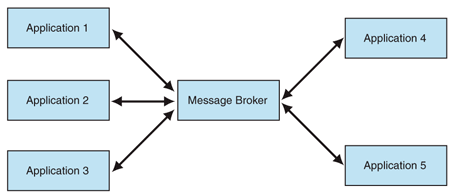 Application 1
Application 4
Application 2
Message Broker
Application 3
Application 5